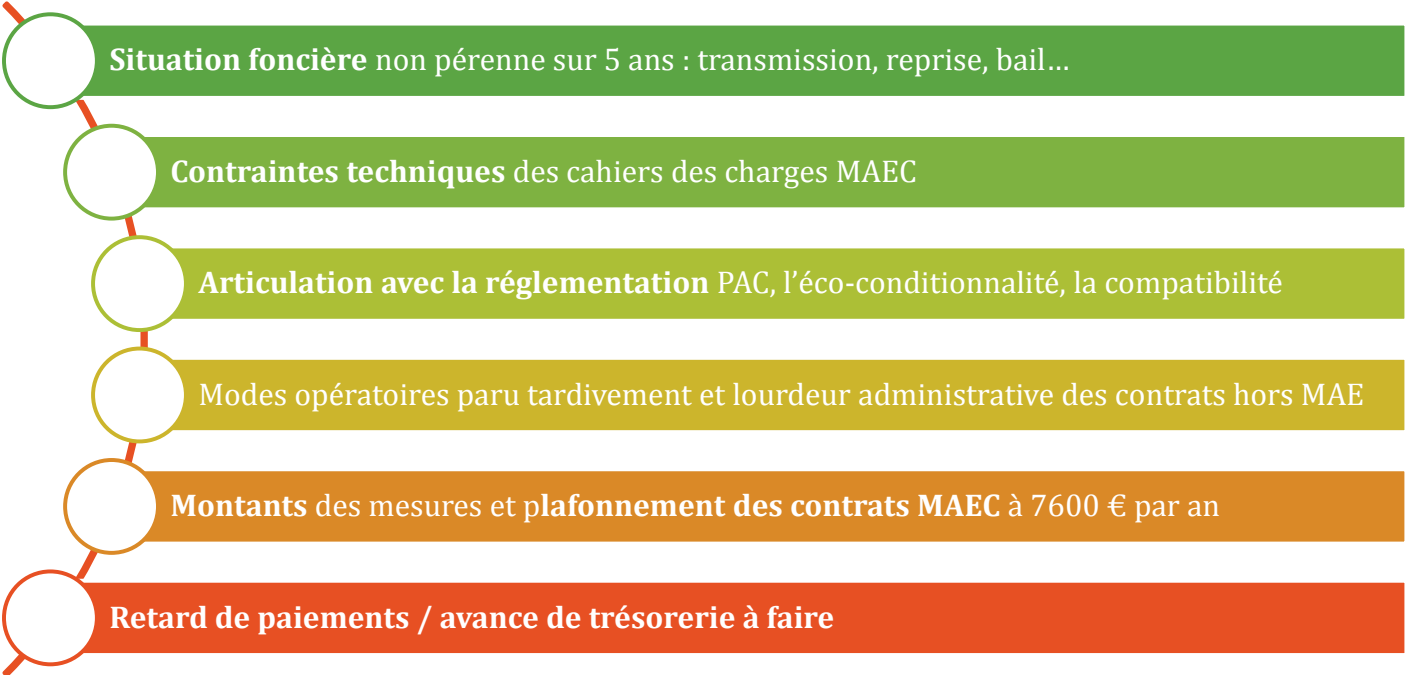 Situation foncière non pérenne sur 5 ans : transmission, reprise, bail…
Contraintes techniques des cahiers des charges MAEC
Articulation avec la réglementation PAC, l’éco-conditionnalité, la compatibilité
Modes opératoires paru tardivement et lourdeur administrative des contrats hors MAE
Montants des mesures et plafonnement des contrats MAEC à 7600 € par an
Retard de paiements / avance de trésorerie à faire